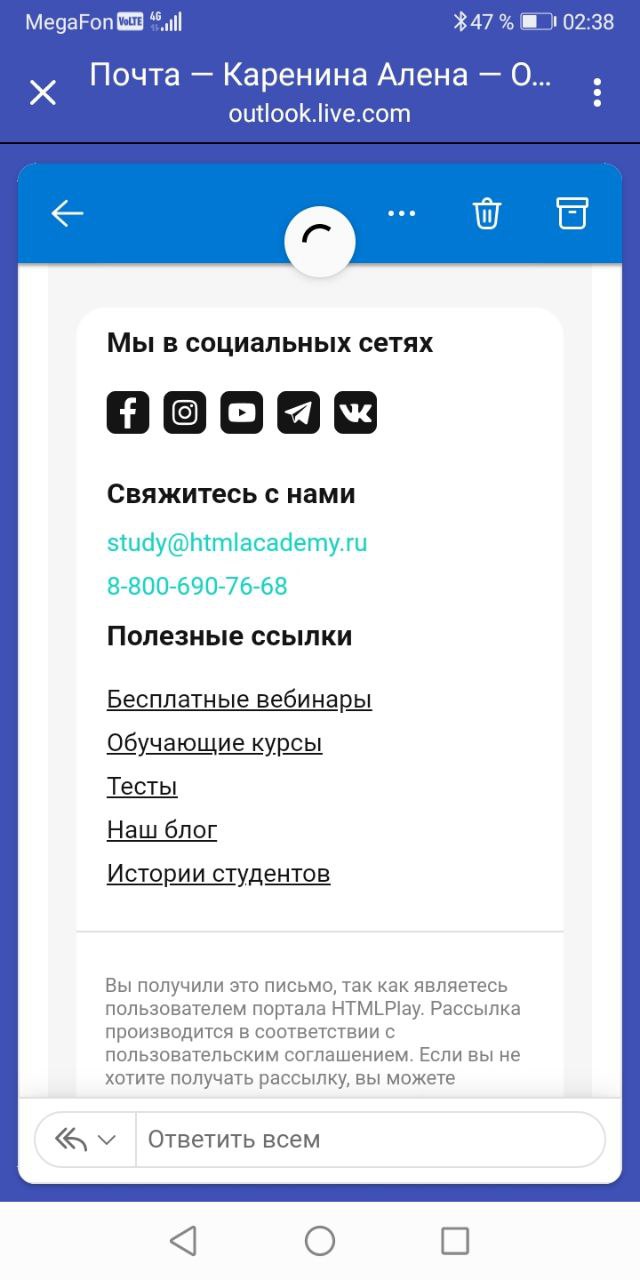 MegaFon VoLTE 4G 47 % 02:38
Почта — Каренина Алена — О...
outlook.live.com
Мы в социальных сетях
Свяжитесь с нами
study@htmlacademy.ru
8-800-690-76-68
Полезные ссылки
Бесплатные вебинары
Обучающие курсы
Тесты
Наш блог
Истории студентов
Вы получили это письмо, так как являетесь
пользователем портала HTMLPlay. Рассылка
производится в соответствии с
пользовательским соглашением. Если вы не
хотите получать рассылку, вы можете
Ответить всем